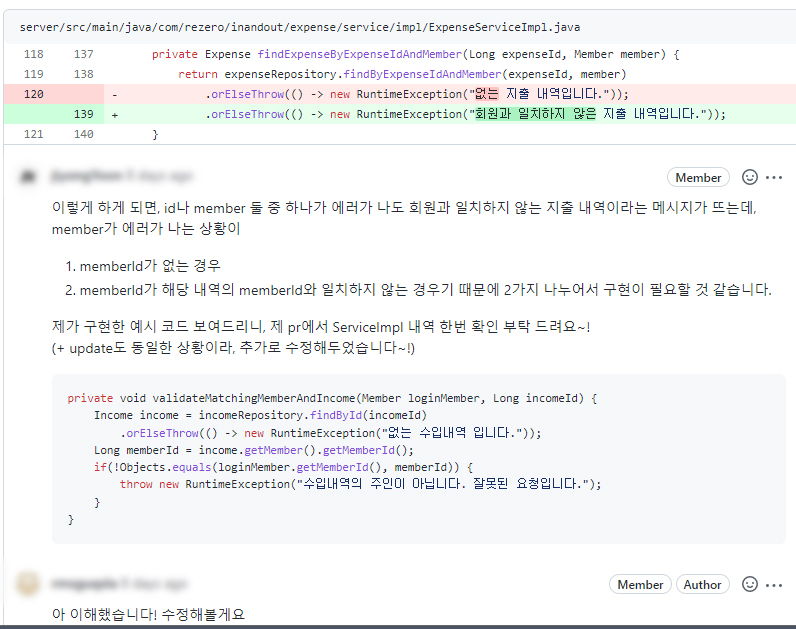 server/src/main/java/com/rezero/inandout/expense/service/impl/ExpenseServiceImpl.java
118 137 private Expense findExpenseByExpenseIdAndMember(Long expenseId, Member member) {
119 138 return expenseRepository.findByExpenseIdAndMember(expenseId, member)
120 - .orElseThrow(() -> new RuntimeException("없는 지출 내역입니다."));
139 + .orElseThrow(() -> new RuntimeException("회원과 일치하지 않은 지출 내역입니다."));
121 140 }
Member
이렇게 하게 되면, id나 member 둘 중 하나가 에러가 나도 회원과 일치하지 않는 지출 내역이라는 메시지가 뜨는데,
member가 에러가 나는 상황이
1. memberId가 없는 경우
2. memberId가 해당 내역의 memberId와 일치하지 않는 경우기 때문에 2가지 나누어서 구현이 필요할 것 같습니다.
제가 구현한 예시 코드 보여드리니, 제 pr에서 ServiceImpl 내역 한번 확인 부탁 드려요~!
(+ update도 동일한 상황이라, 추가로 수정해두었습니다~!)
private void validateMatchingMemberAndIncome(Member loginMember, Long incomeId) {
Income income = incomeRepository.findById(incomeId)
.orElseThrow(() -> new RuntimeException("없는 수입내역 입니다."));
Long memberId = income.getMember().getMemberId();
if(!Objects.equals(loginMember.getMemberId(), memberId)) {
throw new RuntimeException("수입내역의 주인이 아닙니다. 잘못된 요청입니다.");
}
}
Member Author
아 이해했습니다! 수정해볼게요